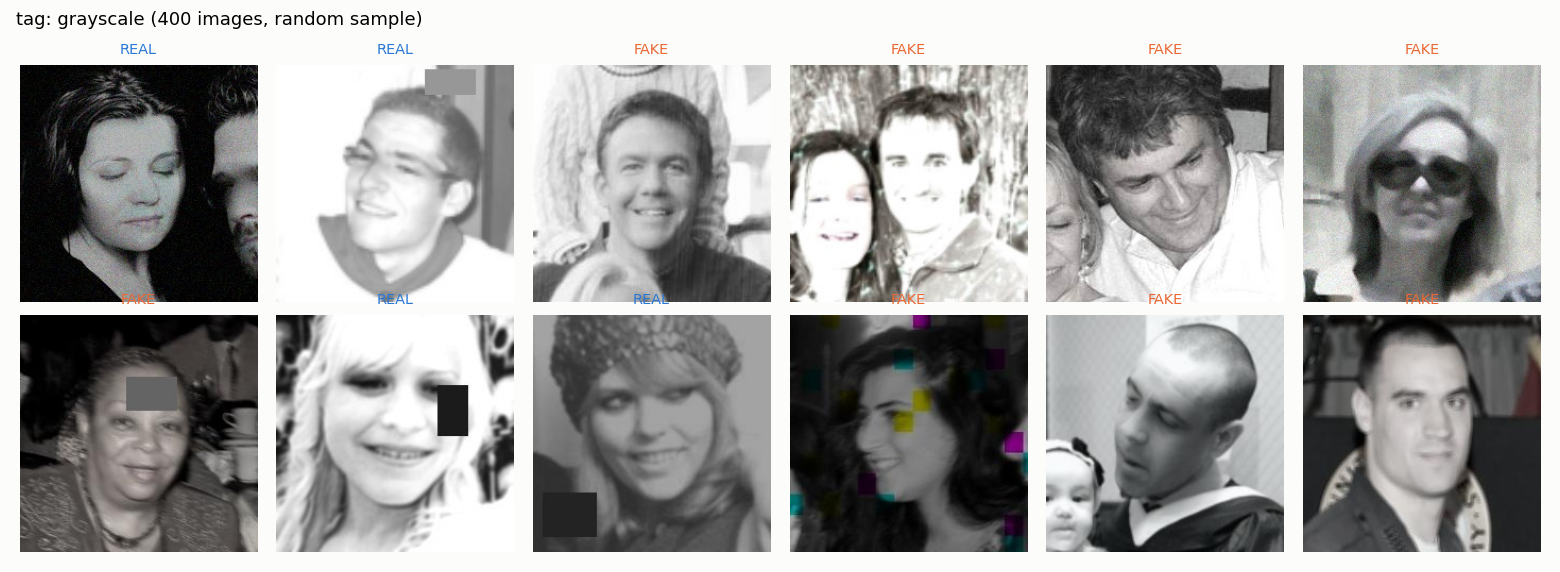 tag: grayscale (400 images, random sample)
REAL REAL FAKE FAKE FAKE FAKE
FAKE REAL REAL FAKE FAKE FAKE